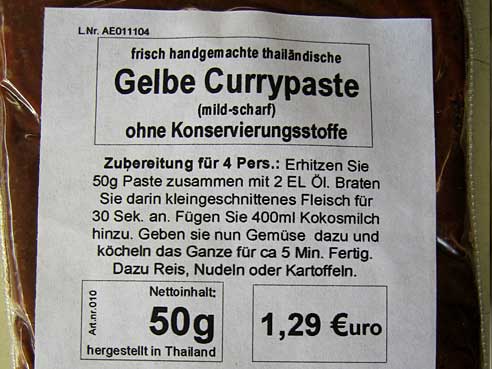 L.Nr. AE011104
frisch handgemachte thailändische
Gelbe Currypaste
(mild-scharf)
ohne Konservierungsstoffe
Zubereitung für 4 Pers.: Erhitzen Sie
50g Paste zusammen mit 2 EL Öl. Braten
Sie darin kleingeschnittenes Fleisch für
30 Sek. an. Fügen Sie 400ml Kokosmilch
hinzu. Geben sie nun Gemüse dazu und
köcheln das Ganze für ca 5 Min. Fertig.
Dazu Reis, Nudeln oder Kartoffeln.
Art.nr.010
Nettoinhalt:
50g
hergestellt in Thailand
1,29 €uro